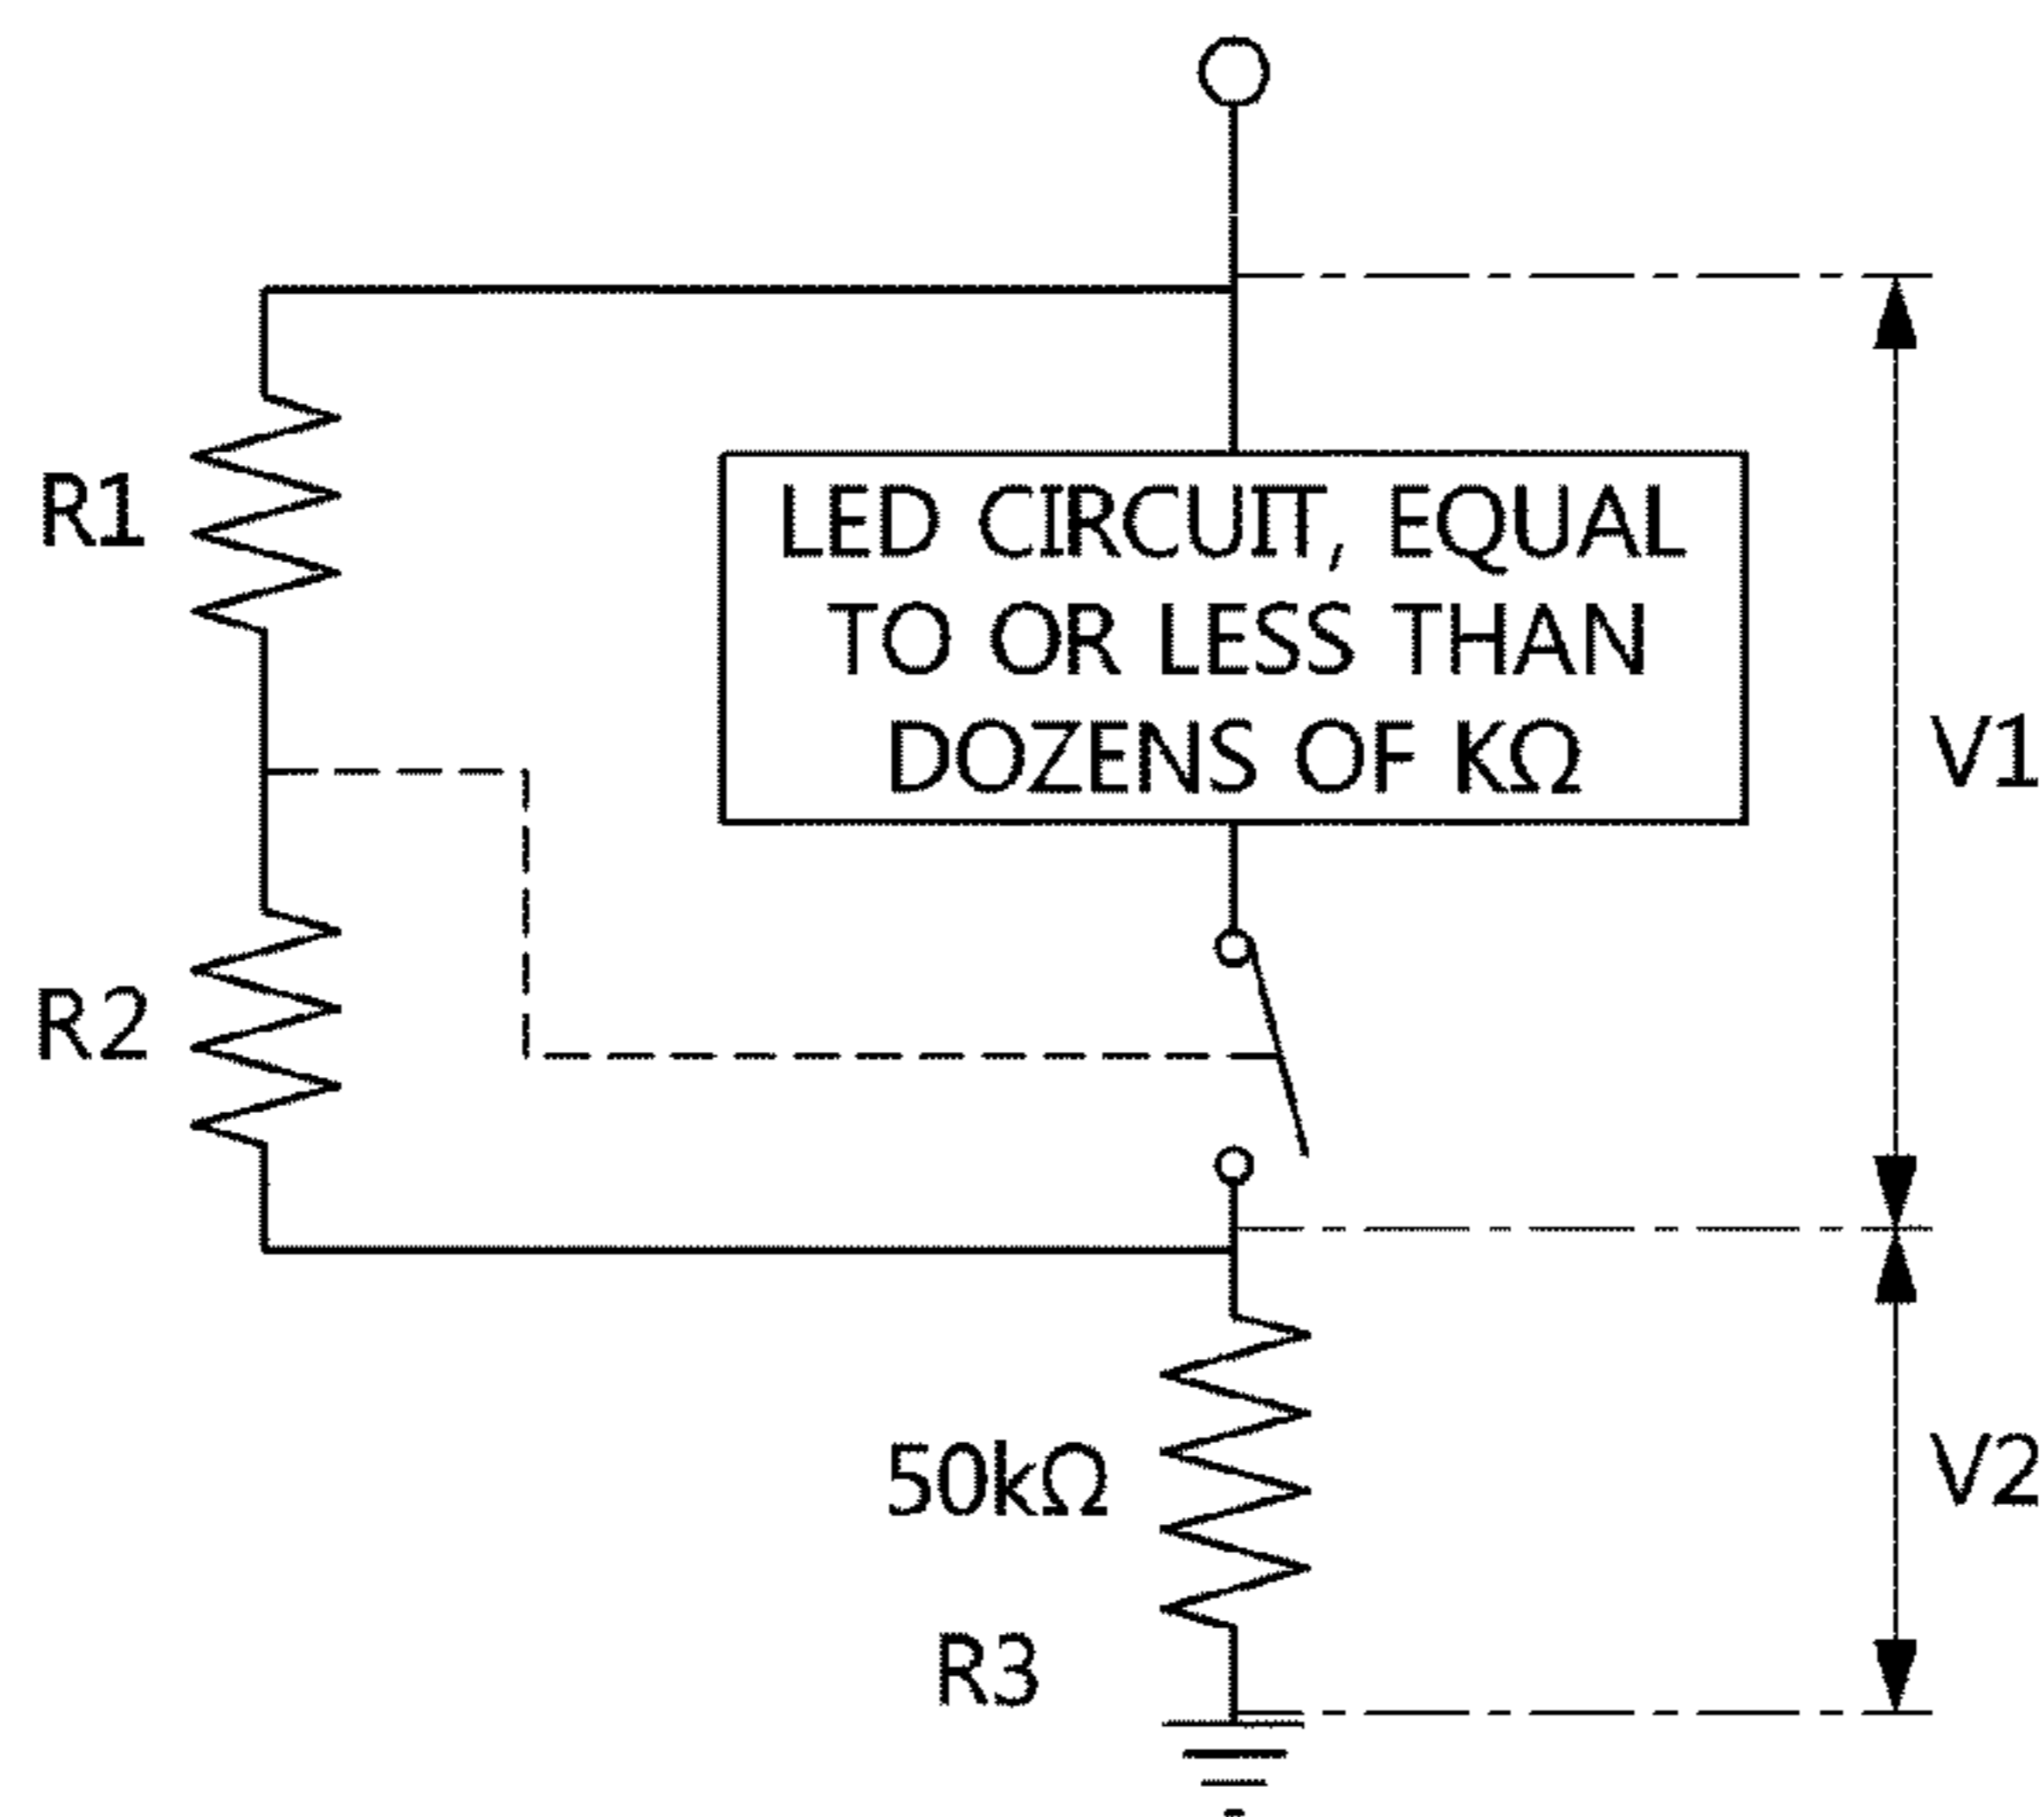 R1
LED CIRCUIT, EQUAL
TO OR LESS THAN
DOZENS OF KΩ
V1
R2
50kΩ
V2
R3